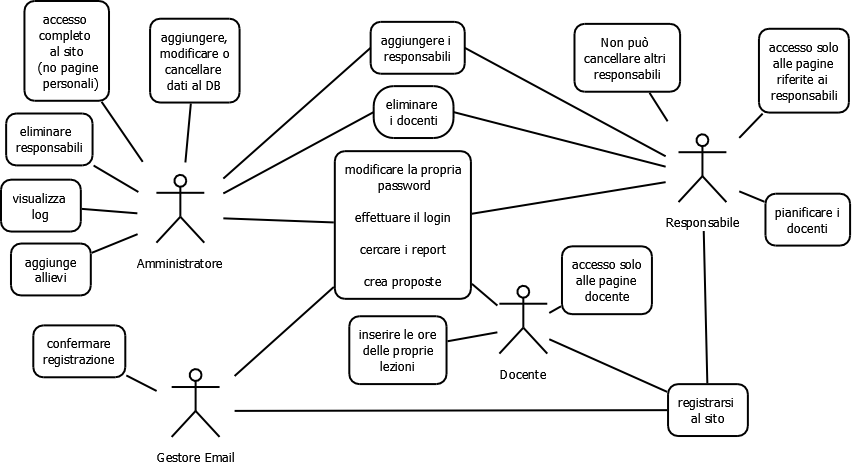 accesso
completo
al sito
(no pagine
personali)
aggiungere,
modificare o
cancellare
dati al DB
aggiungere i
responsabili
Non può
cancellare altri
responsabili
accesso solo
alle pagine
riferite ai
responsabili
eliminare
i docenti
eliminare
responsabili
modificare la propria
password
effettuare il login
cercare i report
crea proposte
visualizza
log
pianificare i
docenti
Responsabile
aggiunge
allievi
Amministratore
accesso solo
alle pagine
docente
inserire le ore
delle proprie
lezioni
Docente
confermare
registrazione
registrarsi
al sito
Gestore Email